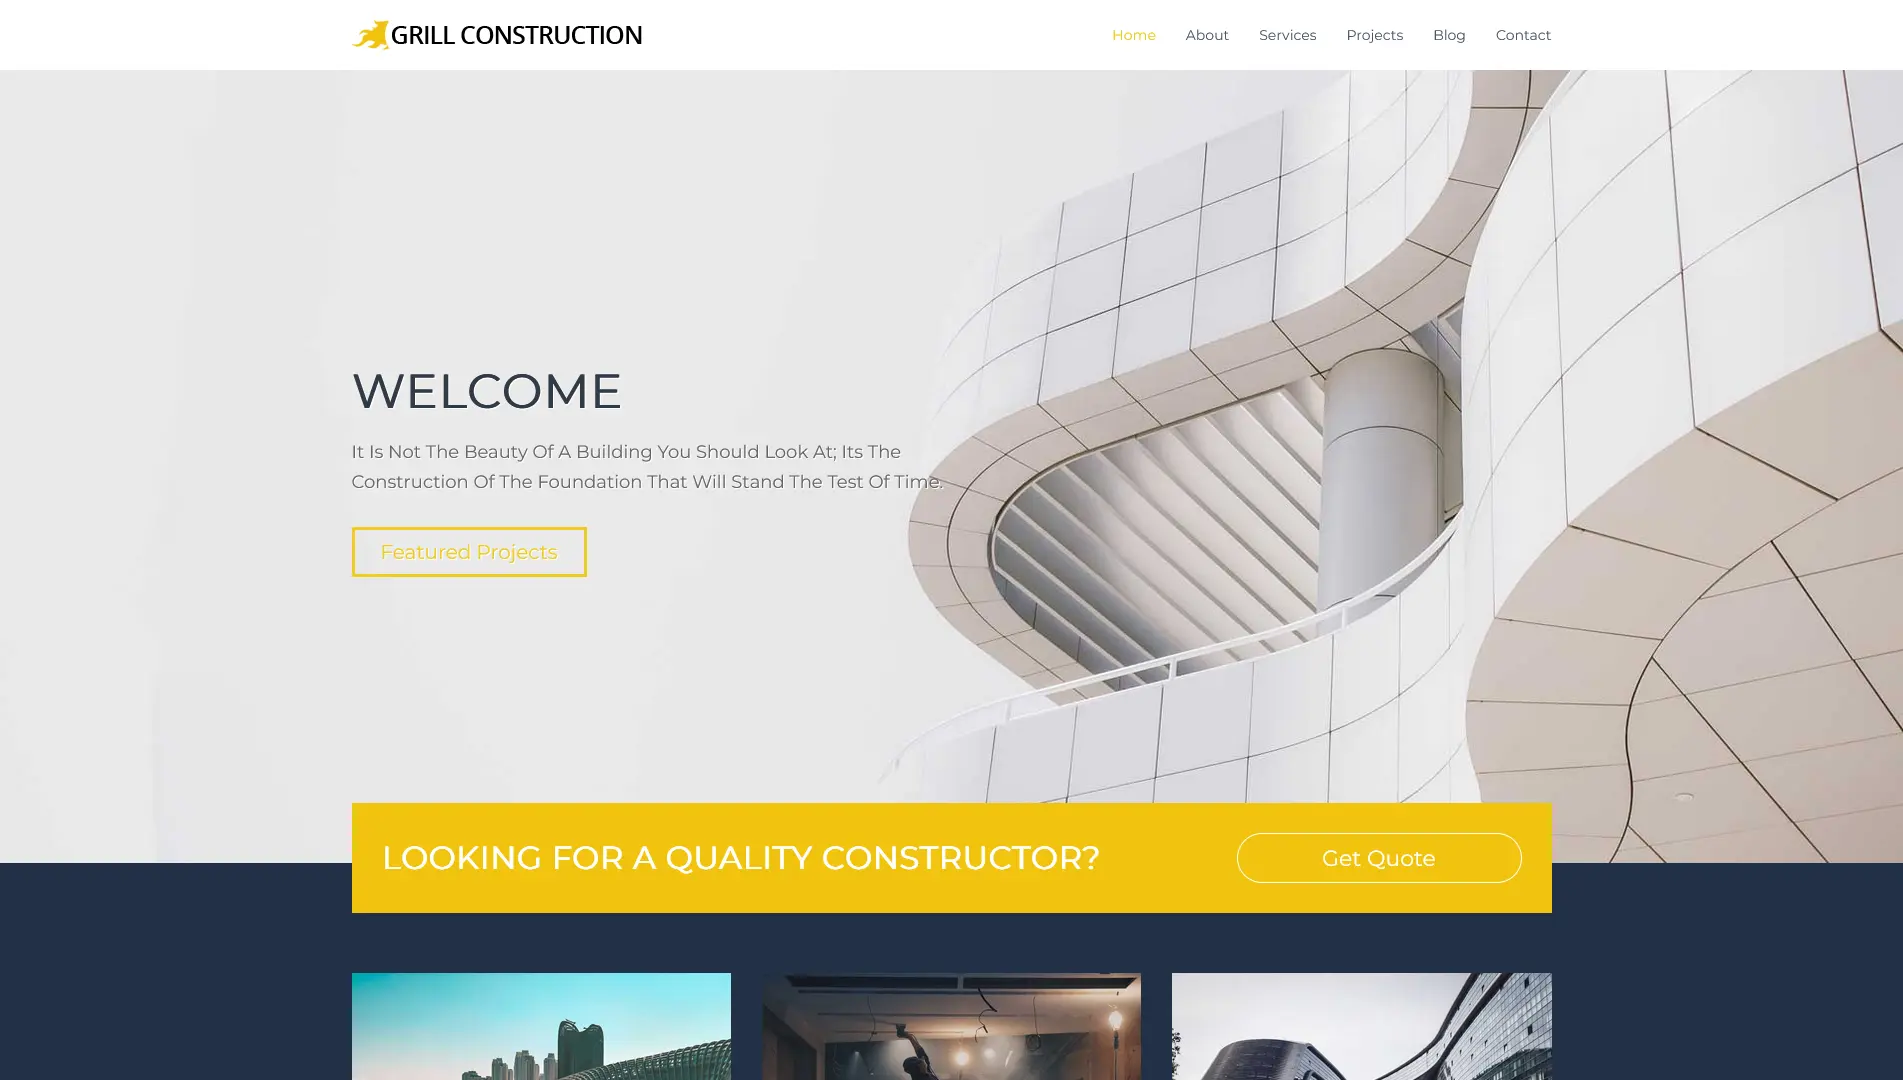 GRILL CONSTRUCTION
Home About Services Projects Blog Contact
WELCOME
It Is Not The Beauty Of A Building You Should Look At; Its The
Construction Of The Foundation That Will Stand The Test Of Time.
Featured Projects
LOOKING FOR A QUALITY CONSTRUCTOR?
Get Quote